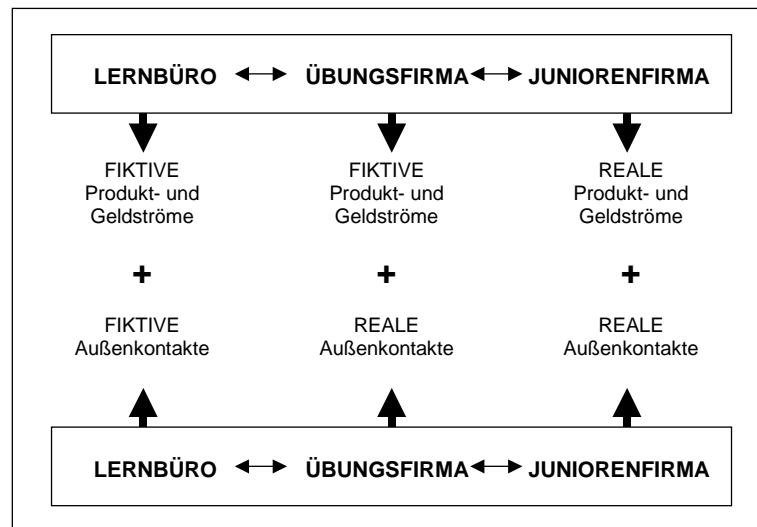 LERNBÜRO ÜBUNGSFIRMA JUNIORENFIRMA
FIKTIVE FIKTIVE REALE
Produkt- und Produkt- und Produkt- und
Geldströme Geldströme Geldströme
+ + +
FIKTIVE REALE REALE
Außenkontakte Außenkontakte Außenkontakte
LERNBÜRO ÜBUNGSFIRMA JUNIORENFIRMA